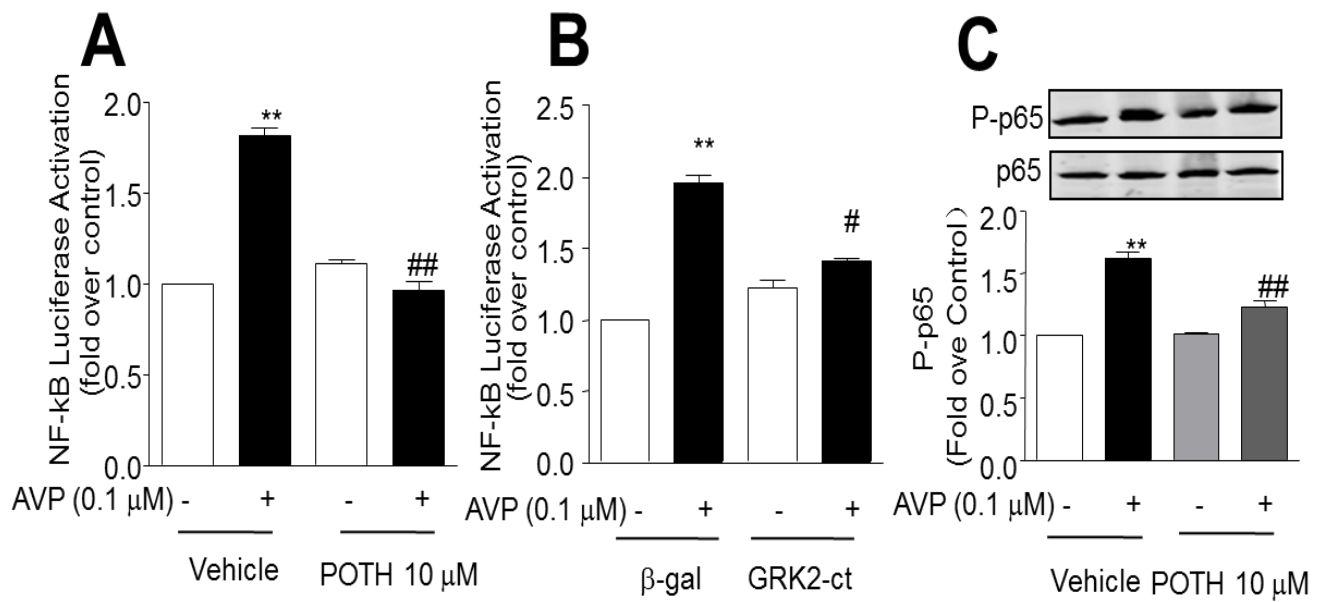 A
NF-kB Luciferase Activation
(fold over control)
2.0
1.5
1.0
0.5
0.0
**
##
AVP (0.1 μM) - + - +
Vehicle POTH 10 μM
B
NF-kB Luciferase Activation
(fold over control)
2.5
2.0
1.5
1.0
0.5
0.0
**
#
AVP (0.1 μM) - + - +
β-gal GRK2-ct
C
P-p65
p65
P-p65
(Fold ove Control)
2.0
1.5
1.0
0.5
0.0
**
##
AVP (0.1 μM) - + - +
Vehicle POTH 10 μM